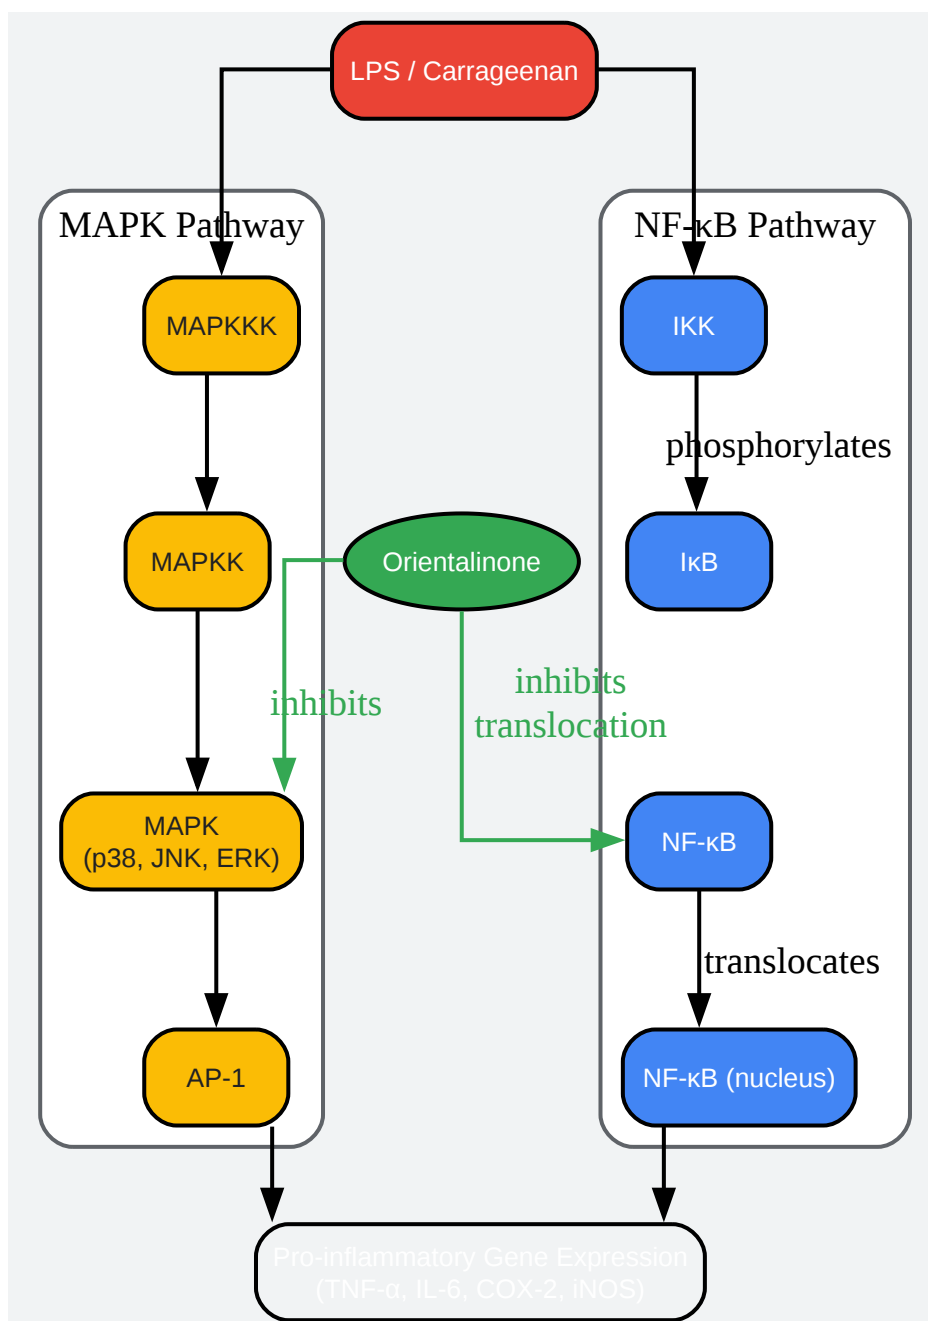 LPS / Carrageenan
MAPK Pathway
NF-κB Pathway
MAPKKK
IKK
phosphorylates
MAPKK
Orientalinone
IκB
inhibits
inhibits
translocation
MAPK
(p38, JNK, ERK)
NF-κB
translocates
AP-1
NF-κB (nucleus)
Pro-inflammatory Gene Expression
(TNF-α, IL-6, COX-2, iNOS)